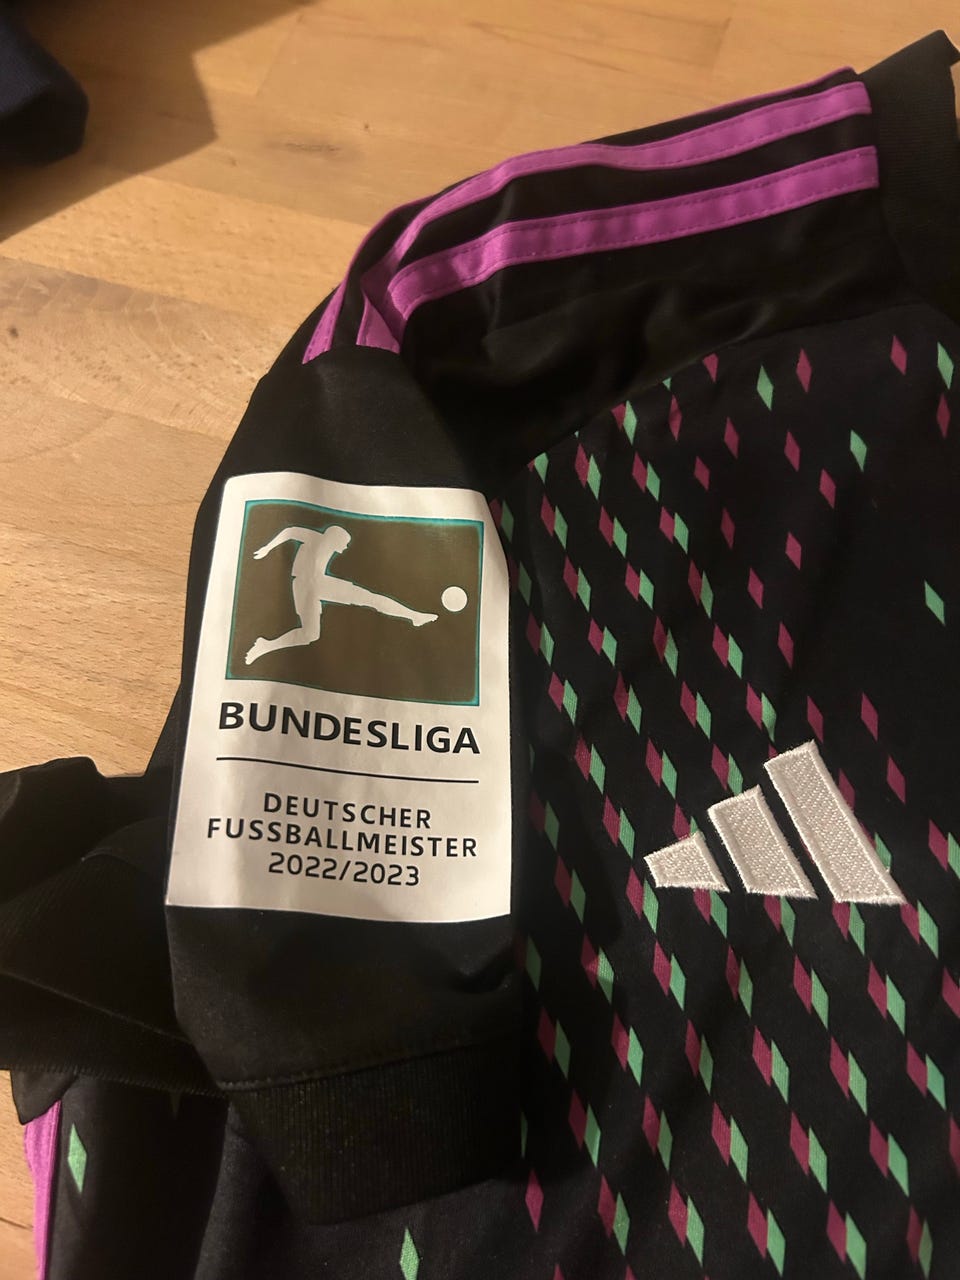 BUNDESLIGA
DEUTSCHER
FUSSBALLMEISTER
2022/2023